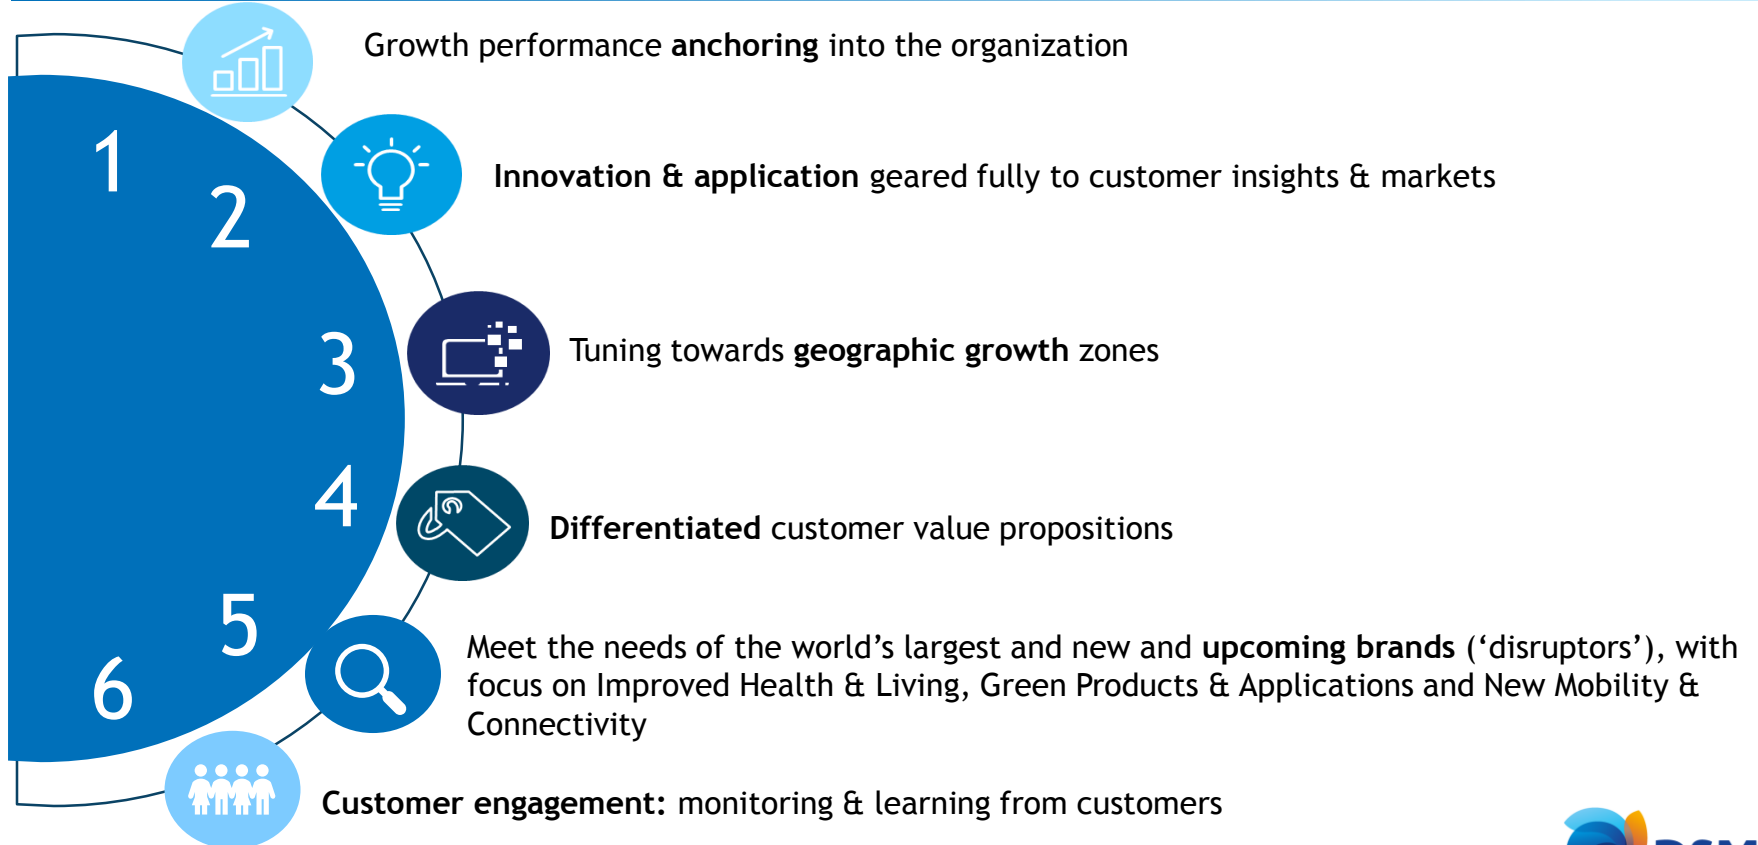 Growth performance anchoring into the organization
1
Innovation & application geared fully to customer insights & markets
2
Tuning towards geographic growth zones
3
4
Differentiated customer value propositions
5
Meet the needs of the world’s largest and new and upcoming brands (‘disruptors’), with
focus on Improved Health & Living, Green Products & Applications and New Mobility &
Connectivity
6
Customer engagement: monitoring & learning from customers
DSM